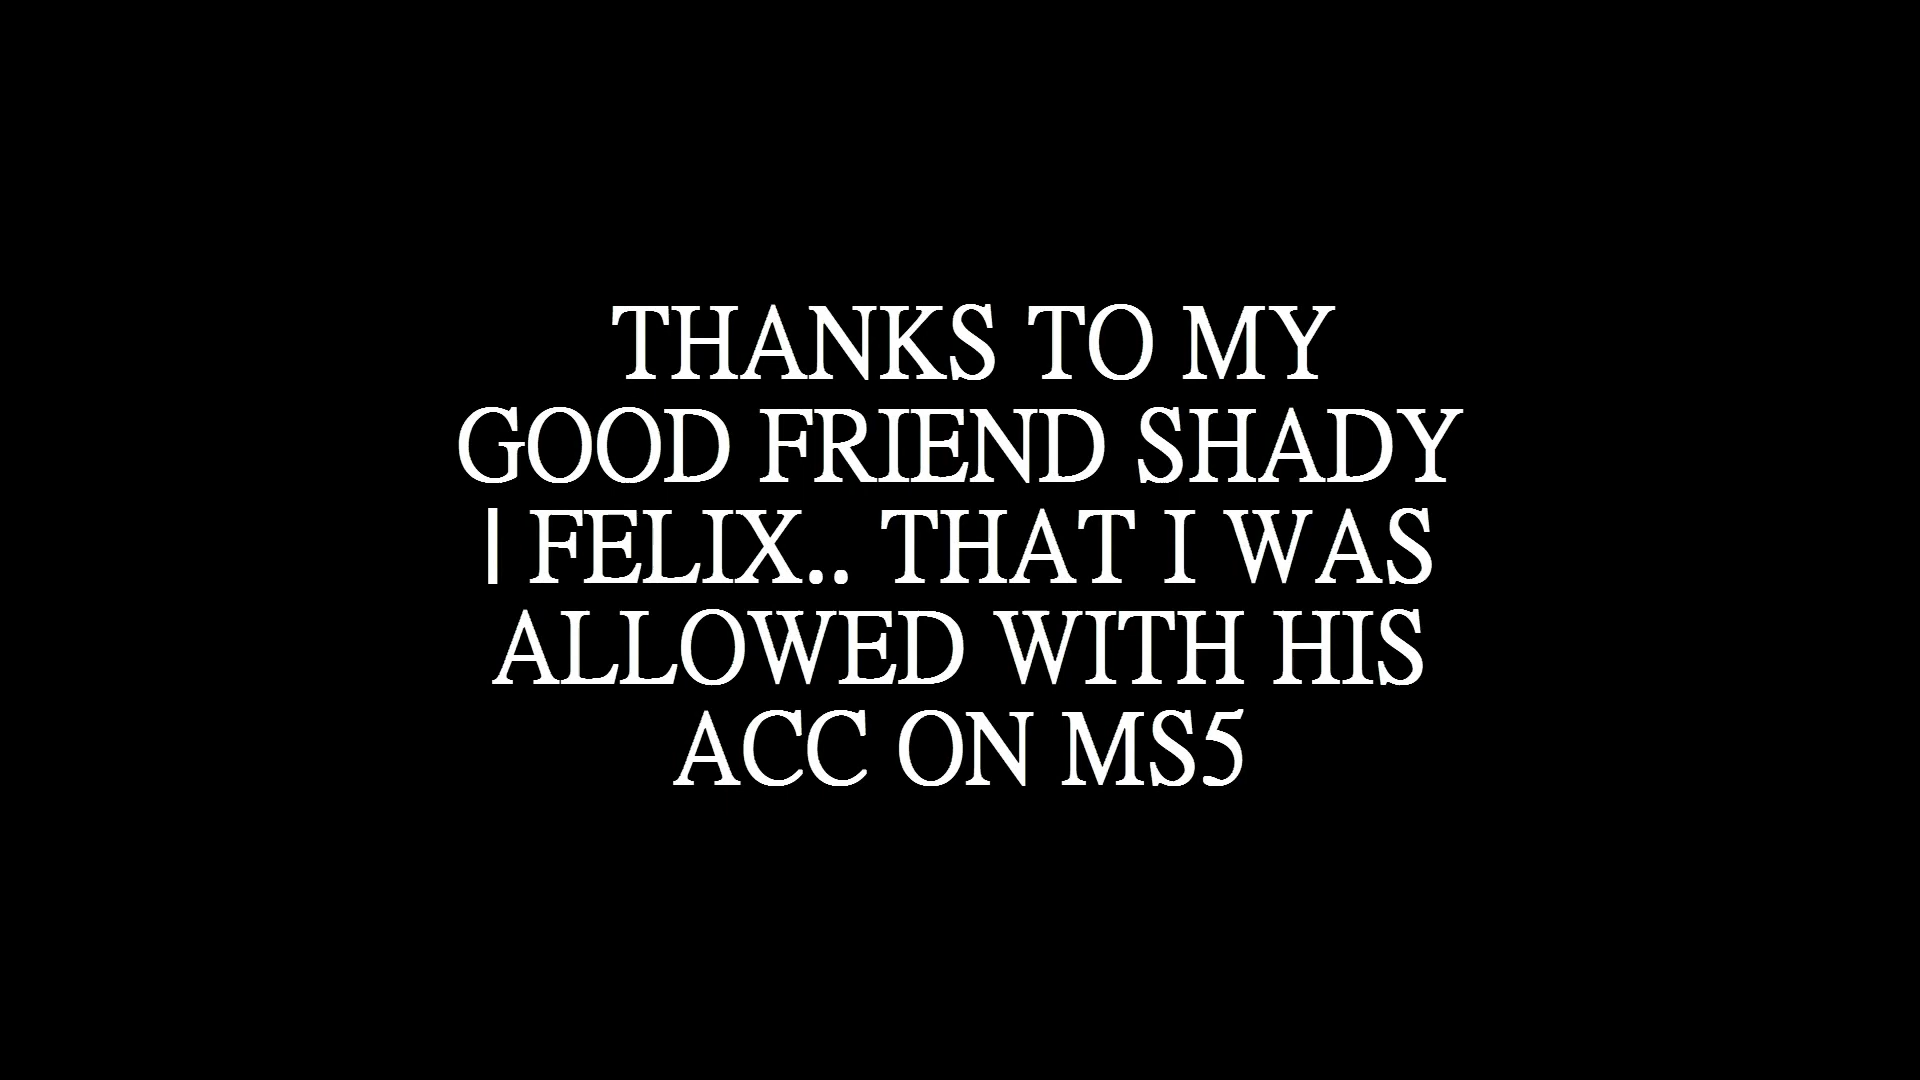 THANKS TO MY
GOOD FRIEND SHADY
| FELIX.. THAT I WAS
ALLOWED WITH HIS
ACC ON MS5